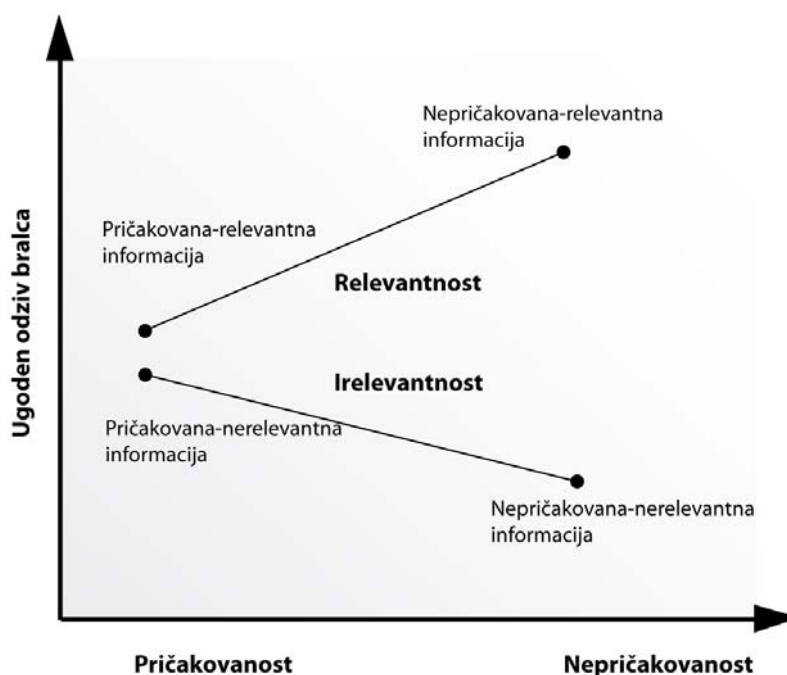 Nepričakovana-relevantna
informacija
Pričakovana-relevantna
informacija
Relevantnost
Ugoden odziv bralca
Irelevantnost
Pričakovana-nerelevantna
informacija
Nepričakovana-nerelevantna
informacija
Pričakovanost
Nepričakovanost